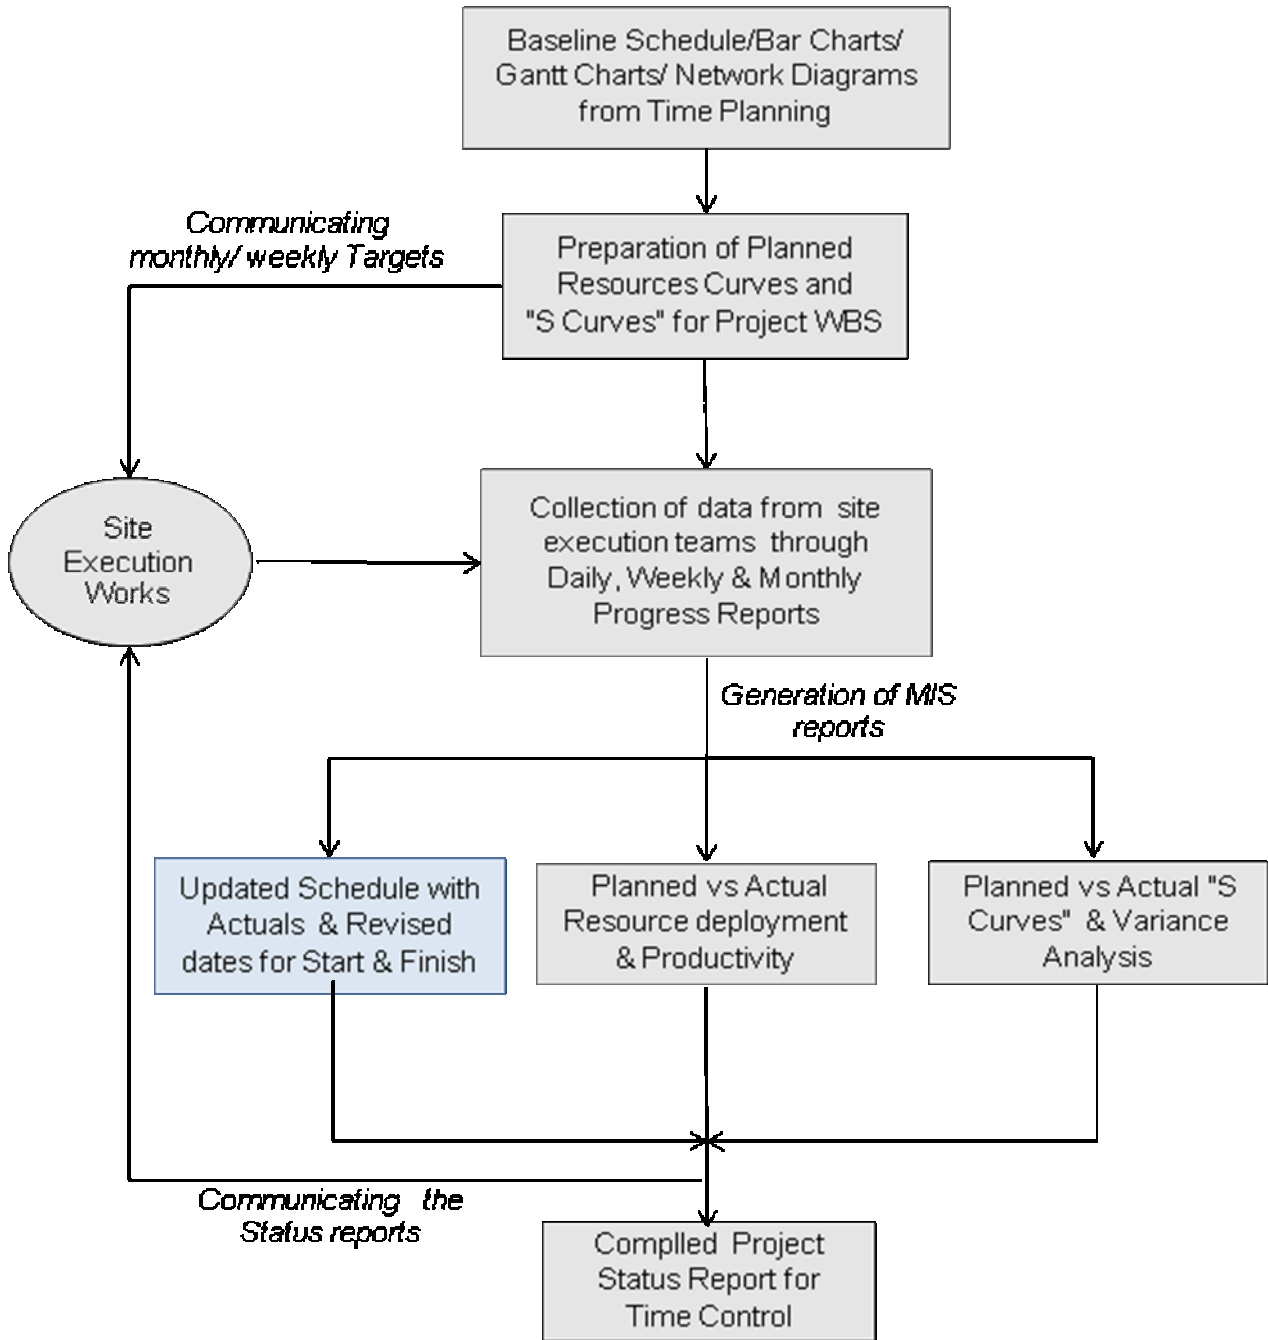 Baseline Schedule/Bar Charts/
Gantt Charts/ Network Diagrams
from Time Planning
Communicating
monthly/ weekly Targets
Preparation of Planned
Resources Curves and
"S Curves" for Project WBS
Site
Execution
Works
Collection of data from site
execution teams through
Daily, Weekly & Monthly
Progress Reports
Generation of MIS
reports
Updated Schedule with
Actuals & Revised
dates for Start & Finish
Planned vs Actual
Resource deployment
& Productivity
Planned vs Actual "S
Curves" & Variance
Analysis
Communicating the
Status reports
Complled Project
Status Report for
Time Control